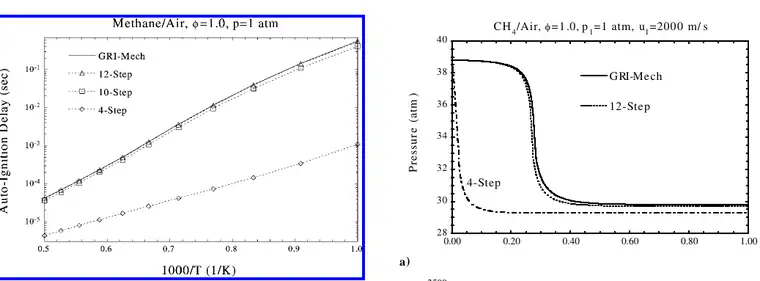 Methane/Air, ϕ=1.0, p=1 atm
Auto-Ignition Delay (sec)
GRI-Mech
12-Step
10-Step
4-Step
10-1
10-2
10-3
10-4
10-5
0.5 0.6 0.7 0.8 0.9 1.0
1000/T (1/K)
CH4/Air, ϕ=1.0, p1=1 atm, u1=2000 m/s
Pressure (atm)
40
38
36
34
32
30
28
GRI-Mech
12-Step
4-Step
0.00 0.20 0.40 0.60 0.80 1.00
a)